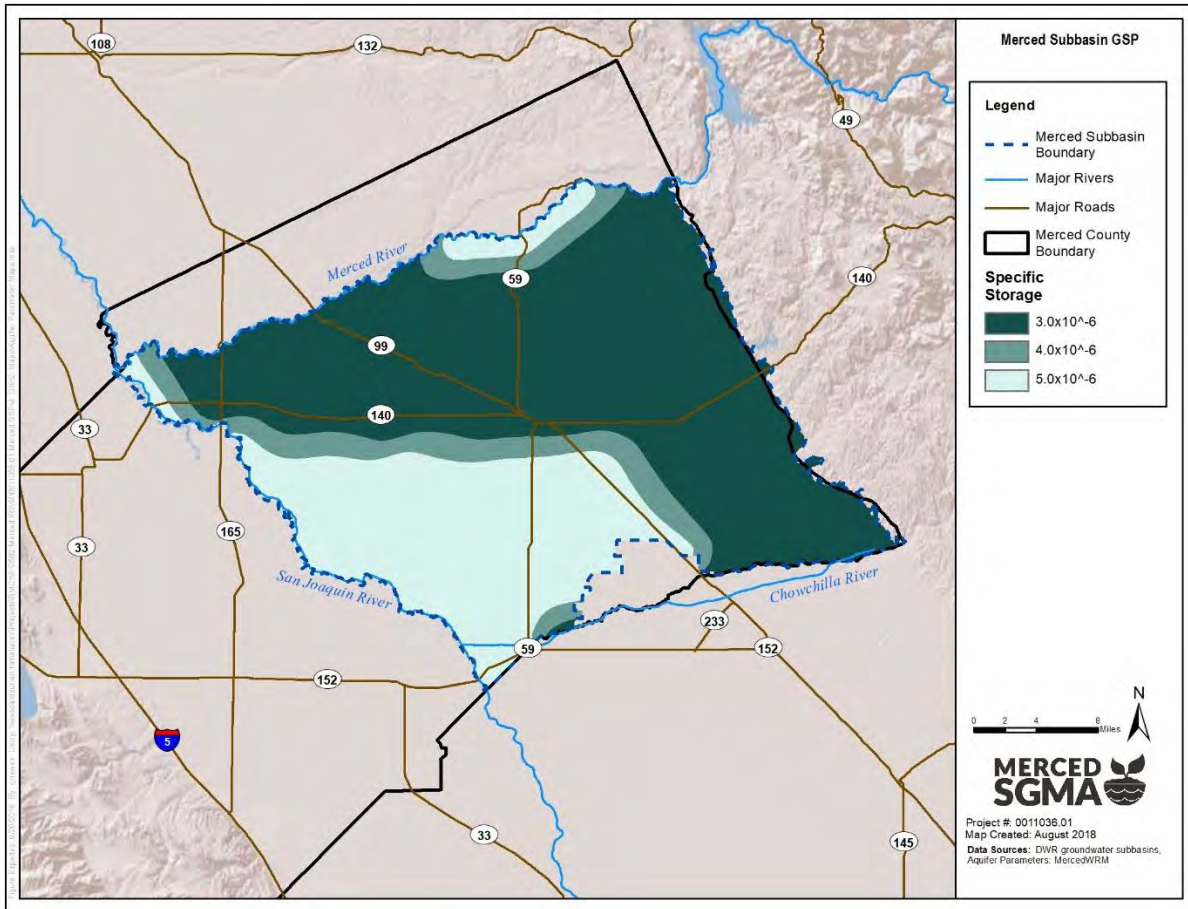 108
132
49
Merced River
59
140
99
140
33
165
33
San Joaquin River
Chowchilla River
233
59
152
152
5
33
145
Merced Subbasin GSP
Legend
Merced Subbasin
Boundary
Major Rivers
Major Roads
Merced County
Boundary
Specific
Storage
3.0x10^-6
4.0x10^-6
5.0x10^-6
N
0 2 4 8
Miles
MERCED
SGMA
Project #: 0011036.01
Map Created: August 2018
Data Sources: DWR groundwater subbasins,
Aquifer Parameters: MercedWRM